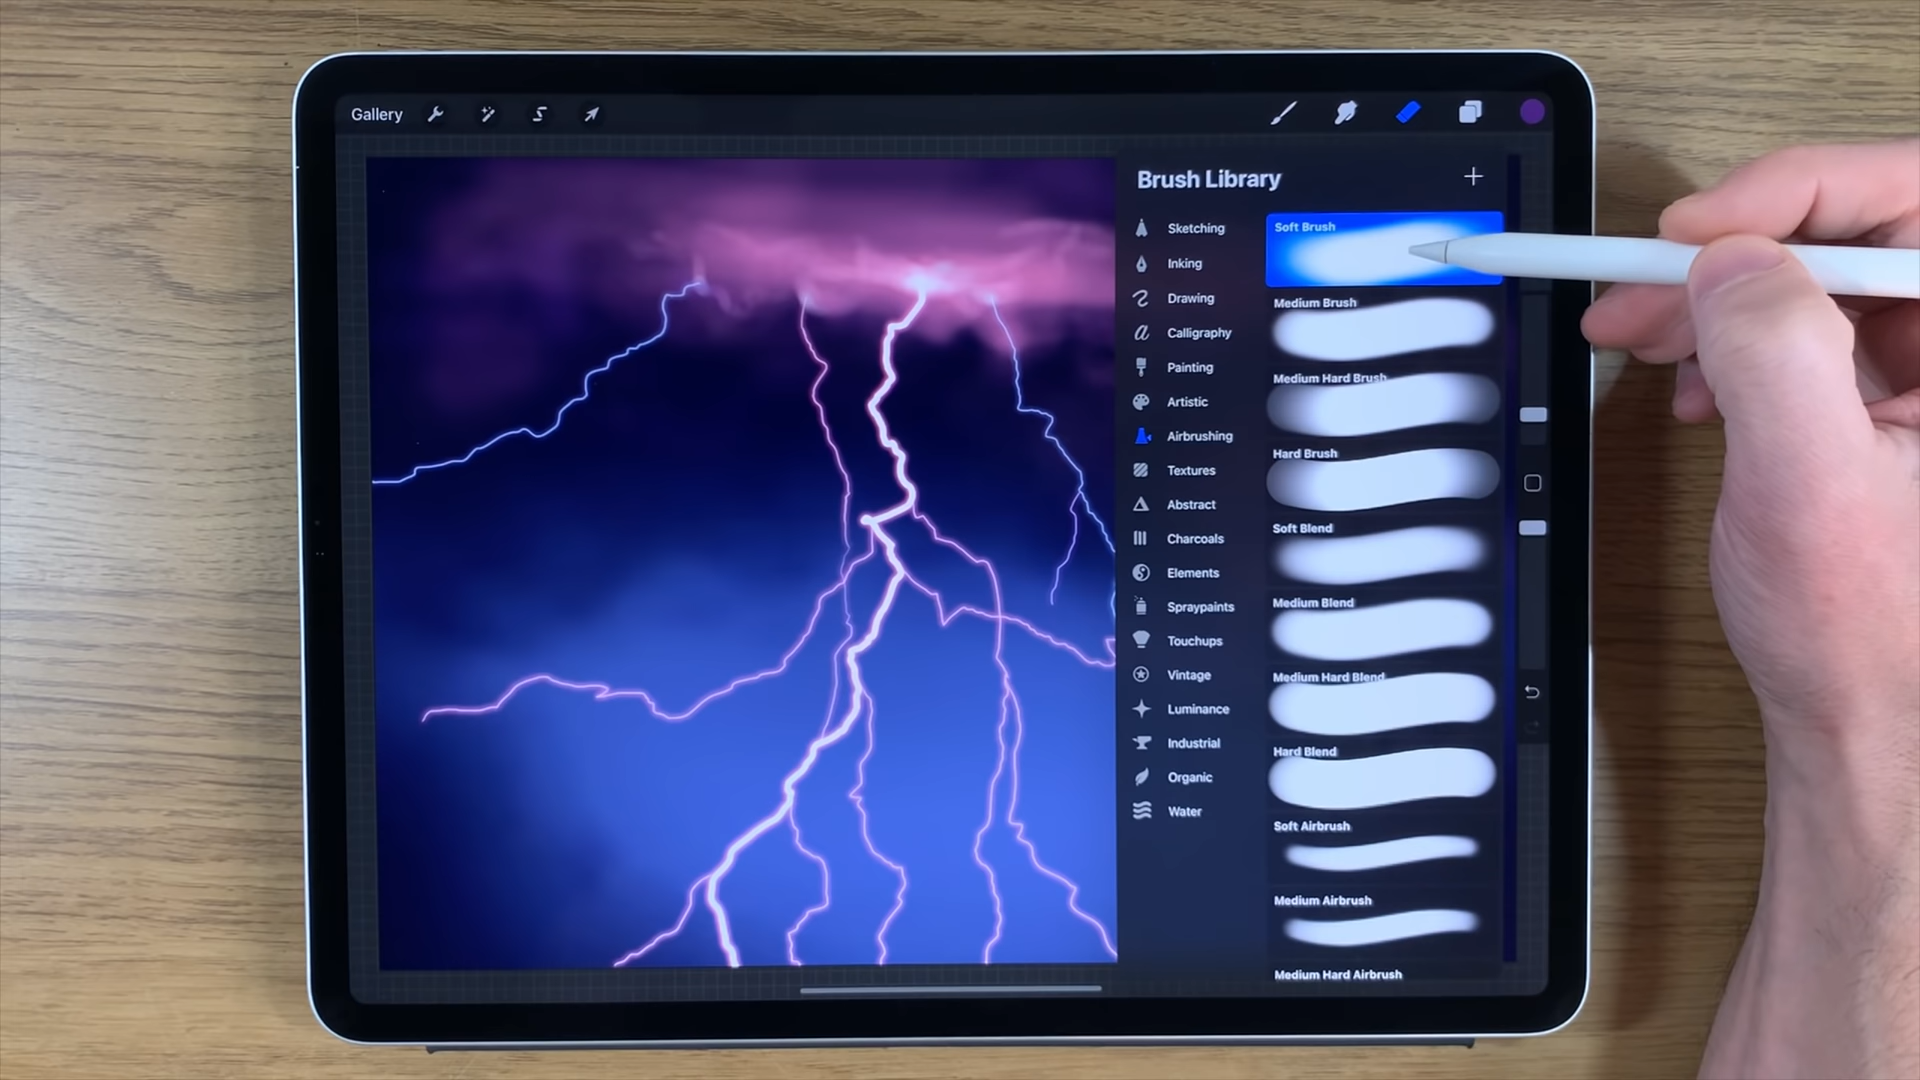 Gallery
Brush Library
Sketching
Inking
Drawing
Calligraphy
Painting
Artistic
Airbrushing
Textures
Abstract
Charcoals
Elements
Spraypaints
Touchups
Vintage
Luminance
Industrial
Organic
Water
Soft Brush
Medium Brush
Medium Hard Brush
Hard Brush
Soft Blend
Medium Blend
Medium Hard Blend
Hard Blend
Soft Airbrush
Medium Airbrush
Medium Hard Airbrush